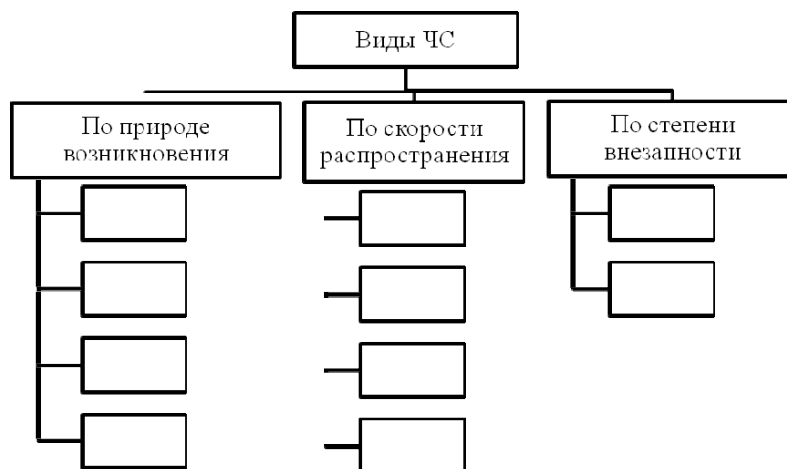 Виды ЧС
По природе
возникновения
По скорости
распространения
По степени
внезапности